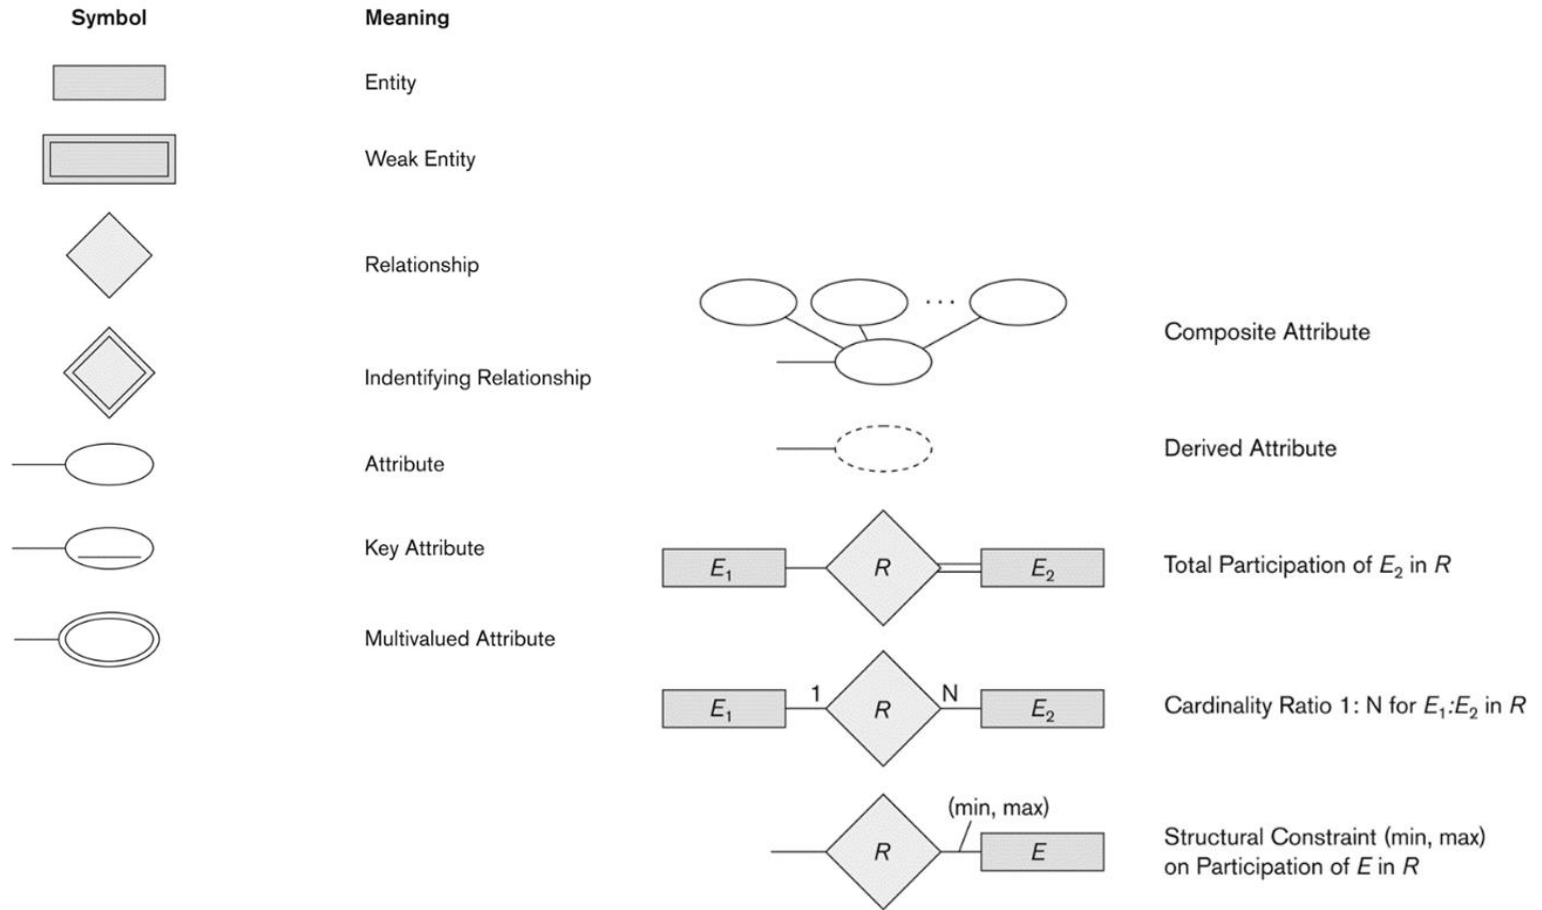 Symbol Meaning
Entity
Weak Entity
Relationship
Indentifying Relationship
Attribute
Key Attribute
Multivalued Attribute
. . .
Composite Attribute
Derived Attribute
E₁ R E₂ Total Participation of E₂ in R
E₁ 1 R N E₂ Cardinality Ratio 1: N for E₁:E₂ in R
(min, max)
R E Structural Constraint (min, max)
on Participation of E in R